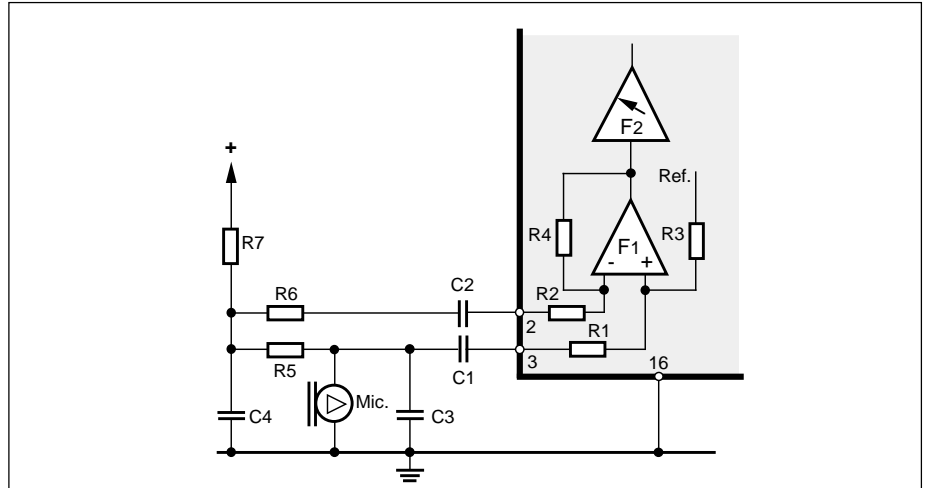 F2
+
Ref.
R7
R4
F1
R3
- +
R6
C2
R2
2
R1
R5
C1
3
16
C4
Mic.
C3